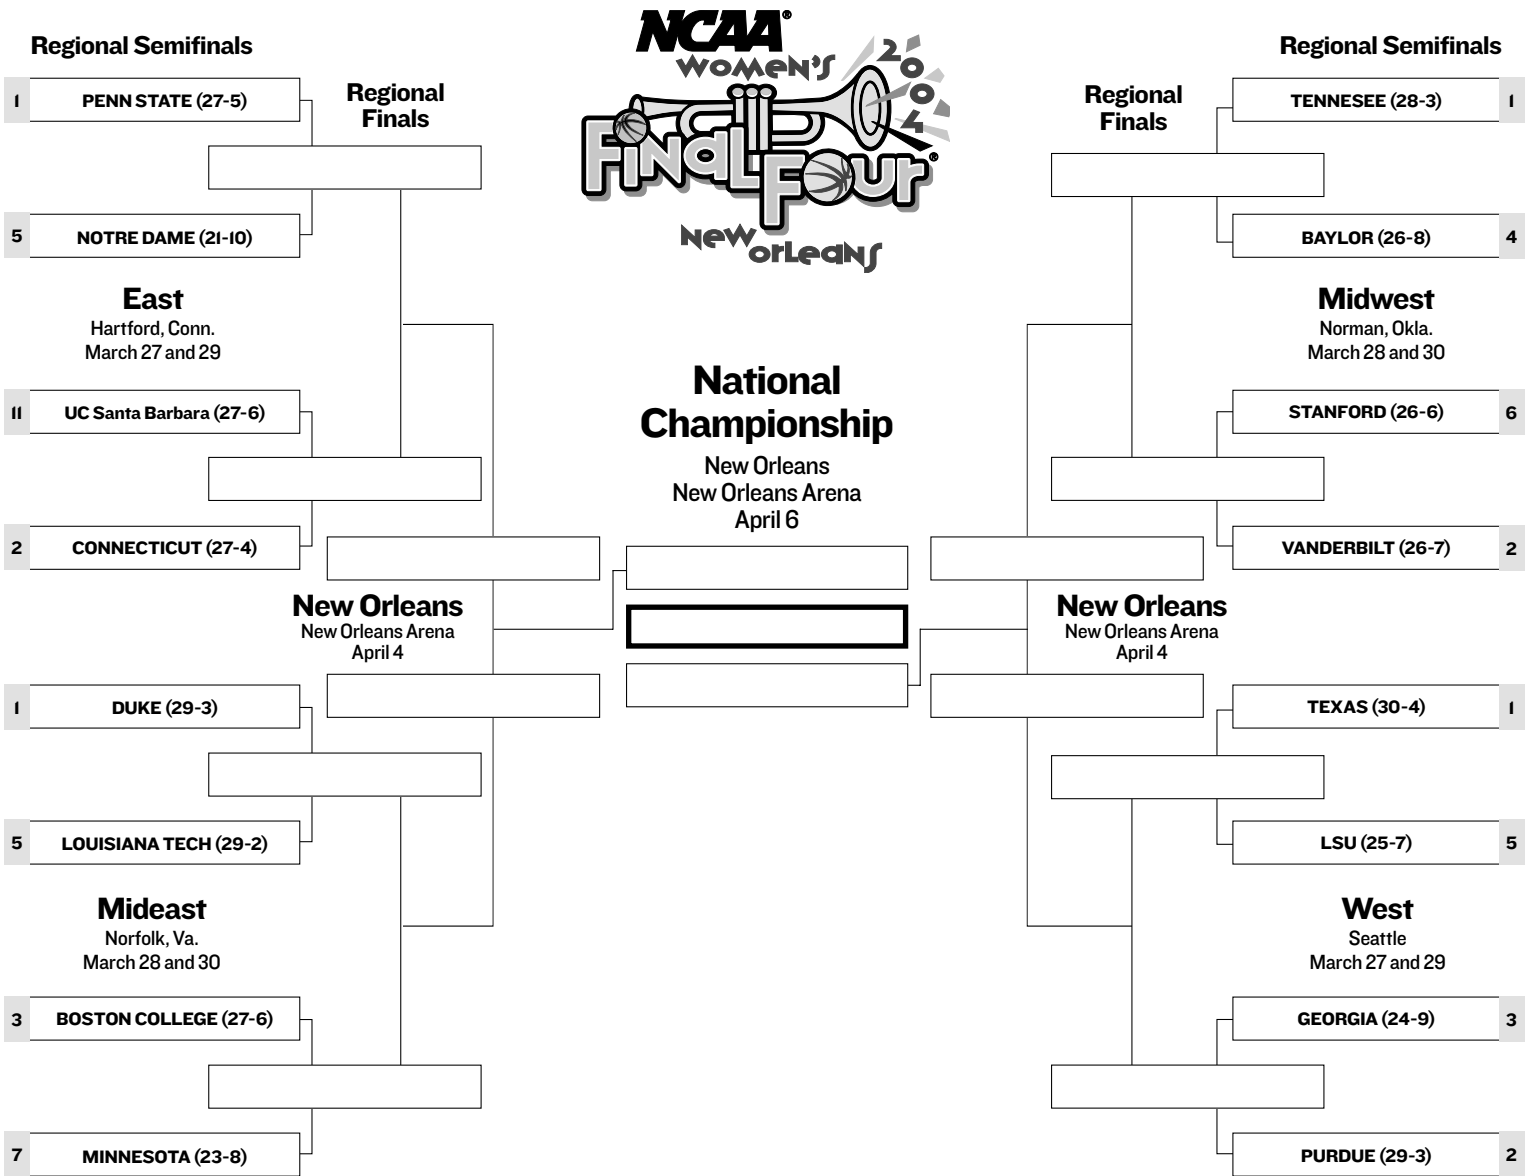 NCAA®
WOMEN'S
2004
FINAL FOUR®
NEW ORLEANS
Regional Semifinals
Regional
Finals
1 PENN STATE (27-5)
5 NOTRE DAME (21-10)
East
Hartford, Conn.
March 27 and 29
11 UC Santa Barbara (27-6)
2 CONNECTICUT (27-4)
New Orleans
New Orleans Arena
April 4
1 DUKE (29-3)
5 LOUISIANA TECH (29-2)
Mideast
Norfolk, Va.
March 28 and 30
3 BOSTON COLLEGE (27-6)
7 MINNESOTA (23-8)
National
Championship
New Orleans
New Orleans Arena
April 6
Regional Semifinals
Regional
Finals
TENNESEE (28-3) 1
BAYLOR (26-8) 4
Midwest
Norman, Okla.
March 28 and 30
STANFORD (26-6) 6
VANDERBILT (26-7) 2
New Orleans
New Orleans Arena
April 4
TEXAS (30-4) 1
LSU (25-7) 5
West
Seattle
March 27 and 29
GEORGIA (24-9) 3
PURDUE (29-3) 2